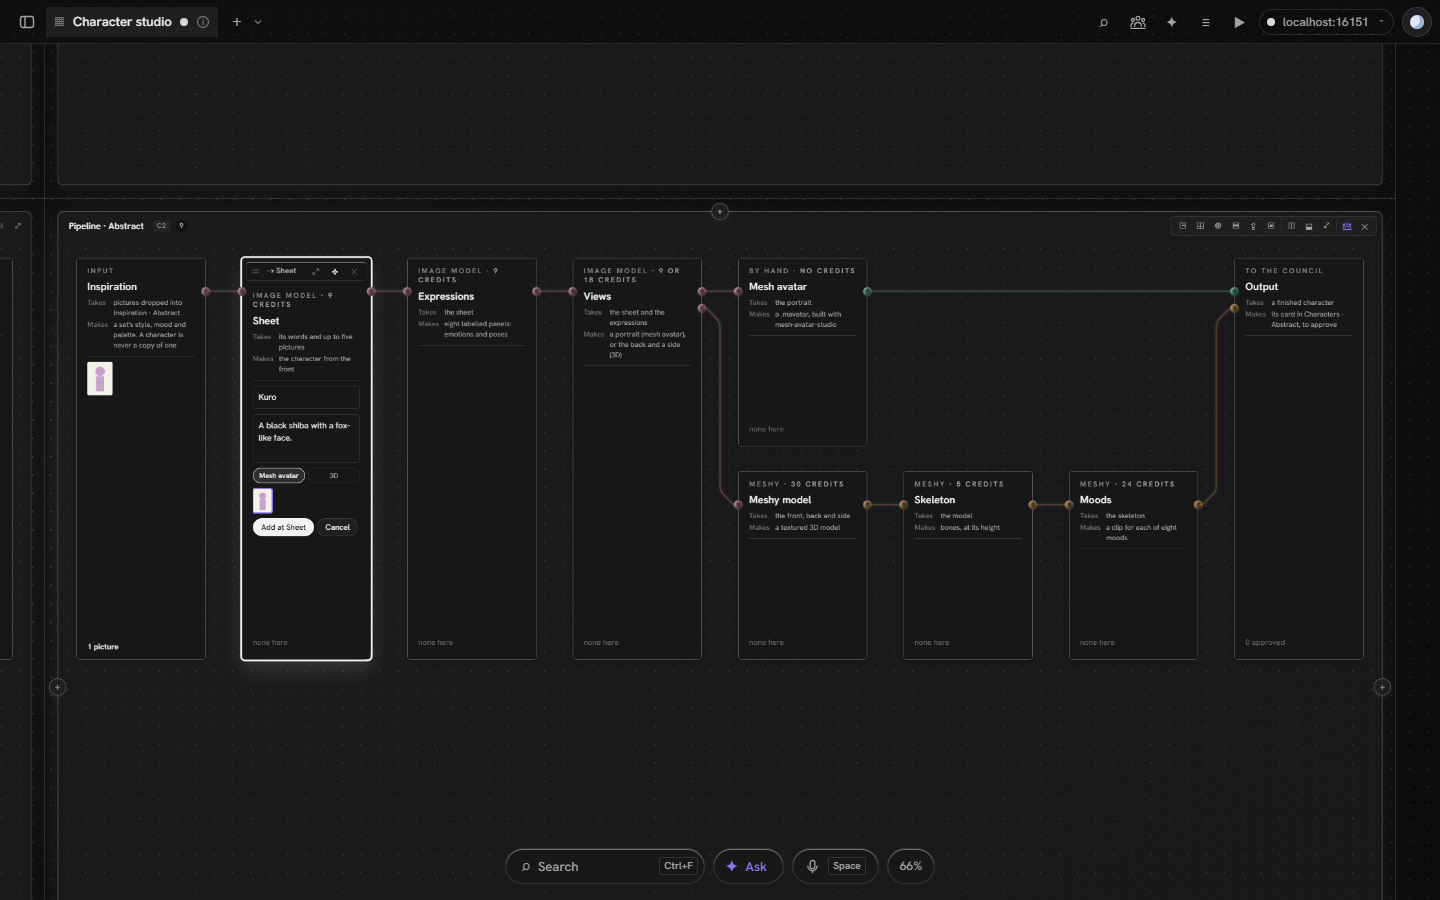 Character studio
localhost:16151
Pipeline · Abstract C2 9
INPUT
Inspiration
Takes pictures dropped into
Inspiration · Abstract
Makes a set's style, mood and
palette. A character is
never a copy of one
1 picture
Sheet
IMAGE MODEL · 9
CREDITS
Sheet
Takes its words and up to five
pictures
Makes the character from the
front
Kuro
A black shiba with a fox-
like face.
Mesh avatar 3D
Add at Sheet Cancel
none here
IMAGE MODEL · 9
CREDITS
Expressions
Takes the sheet
Makes eight labelled panels:
emotions and poses
none here
IMAGE MODEL · 9 OR
18 CREDITS
Views
Takes the sheet and the
expressions
Makes a portrait (mesh avatar),
or the back and a side
(3D)
none here
BY HAND · NO CREDITS
Mesh avatar
Takes the portrait
Makes a .mavatar, built with
mesh-avatar-studio
none here
MESHY · 30 CREDITS
Meshy model
Takes the front, back and side
Makes a textured 3D model
none here
MESHY · 5 CREDITS
Skeleton
Takes the model
Makes bones, at its height
none here
MESHY · 24 CREDITS
Moods
Takes the skeleton
Makes a clip for each of eight
moods
none here
TO THE COUNCIL
Output
Takes a finished character
Makes its card in Characters ·
Abstract, to approve
0 approved
Search Ctrl+F
Ask
Space
66%